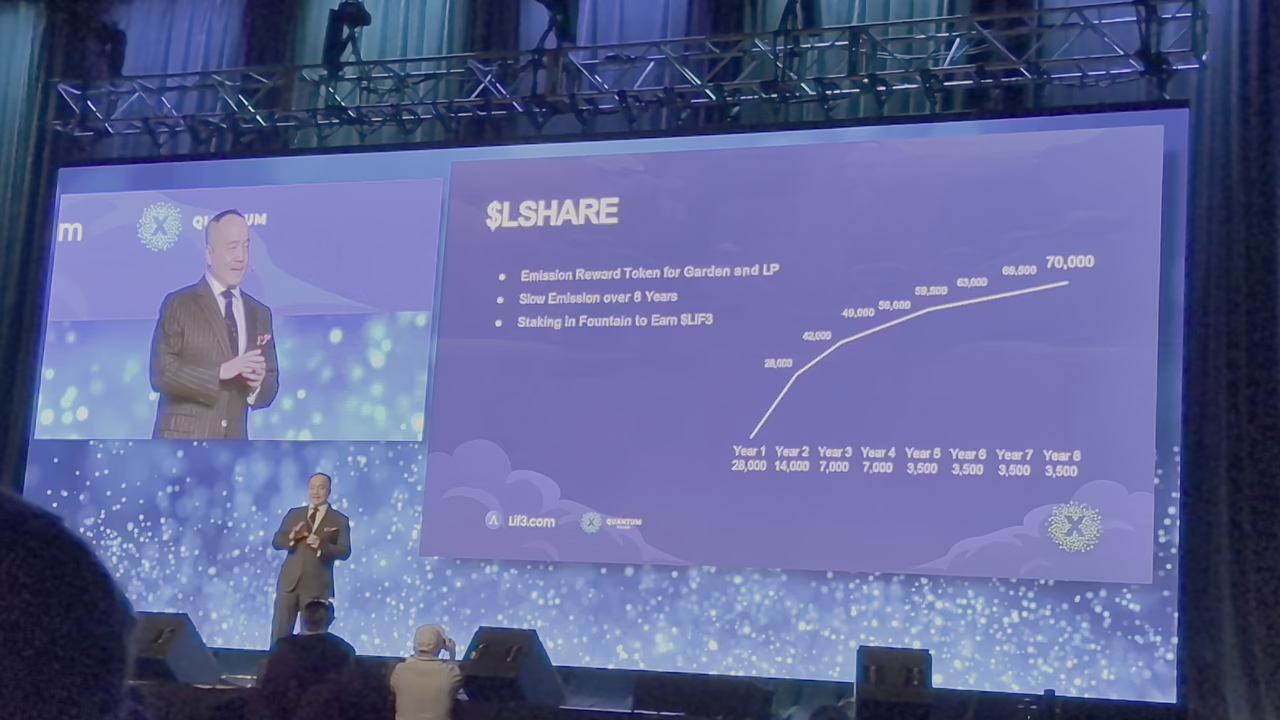 m
QUANTUM
$LSHARE
Emission Reward Token for Garden and LP
Slow Emission over 8 Years
Staking in Fountain to Earn $LIF3
28,000
42,000
49,000
56,000
59,500
63,000
66,500
70,000
Year 1 Year 2 Year 3 Year 4 Year 5 Year 6 Year 7 Year 8
28,000 14,000 7,000 7,000 3,500 3,500 3,500 3,500
Lif3.com
QUANTUM